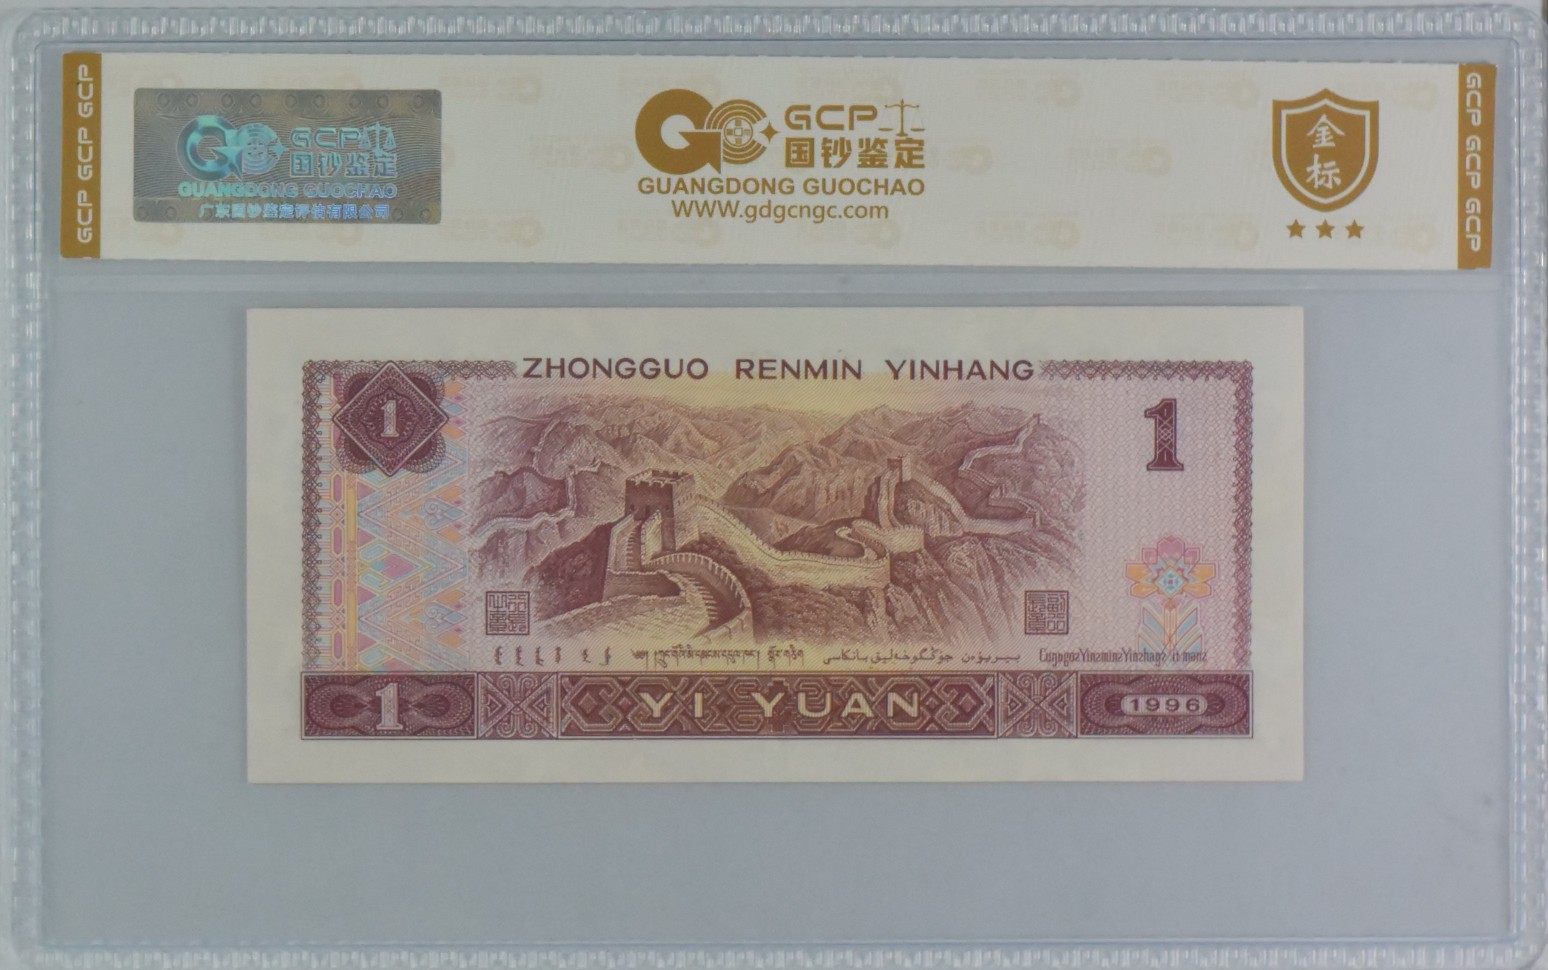 GCP GCP GCP
GCP
国钞鉴定
GUANGDONG GUOCHAO
广东国钞鉴定评估有限公司
GCP
国钞鉴定
GUANGDONG GUOCHAO
WWW.gdgcngc.com
金
标
GCP GCP GCP
ZHONGGUO RENMIN YINHANG
1
1
1
YI YUAN
1996